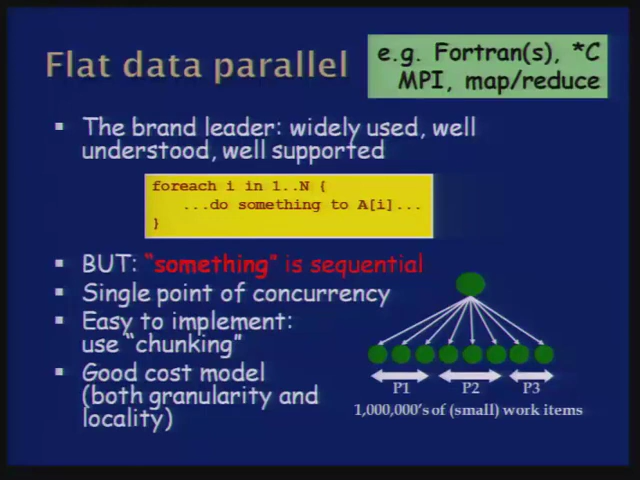 Flat data parallel
e.g. Fortran(s), *C
MPI, map/reduce
▪ The brand leader: widely used, well
understood, well supported
foreach i in 1..N {
...do something to A[i]...
}
▪ BUT: “something” is sequential
▪ Single point of concurrency
▪ Easy to implement:
use “chunking”
▪ Good cost model
(both granularity and
locality)
P1 P2 P3
1,000,000’s of (small) work items